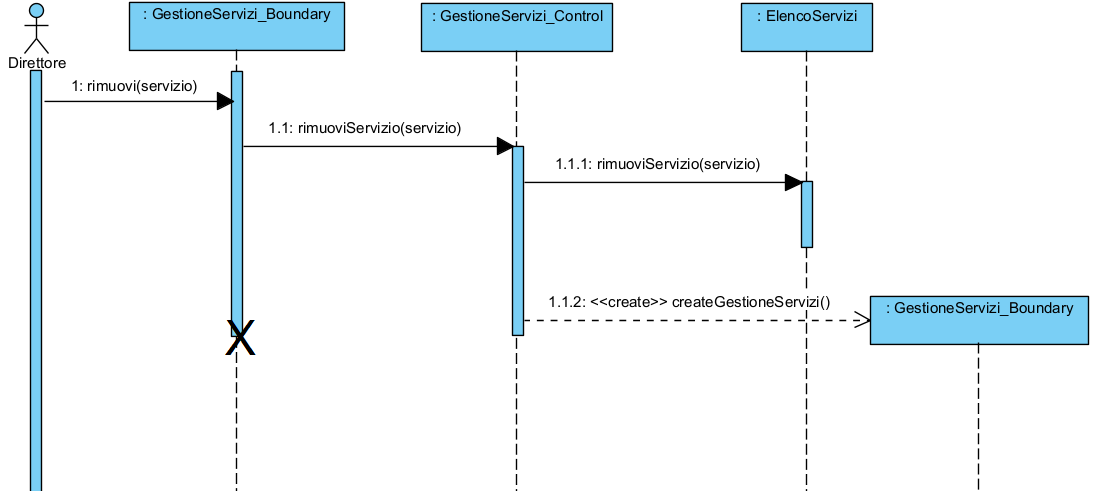 : GestioneServizi_Boundary
: GestioneServizi_Control
: ElencoServizi
Direttore
1: rimuovi(servizio)
1.1: rimuoviServizio(servizio)
1.1.1: rimuoviServizio(servizio)
1.1.2: <<create>> createGestioneServizi()
: GestioneServizi_Boundary